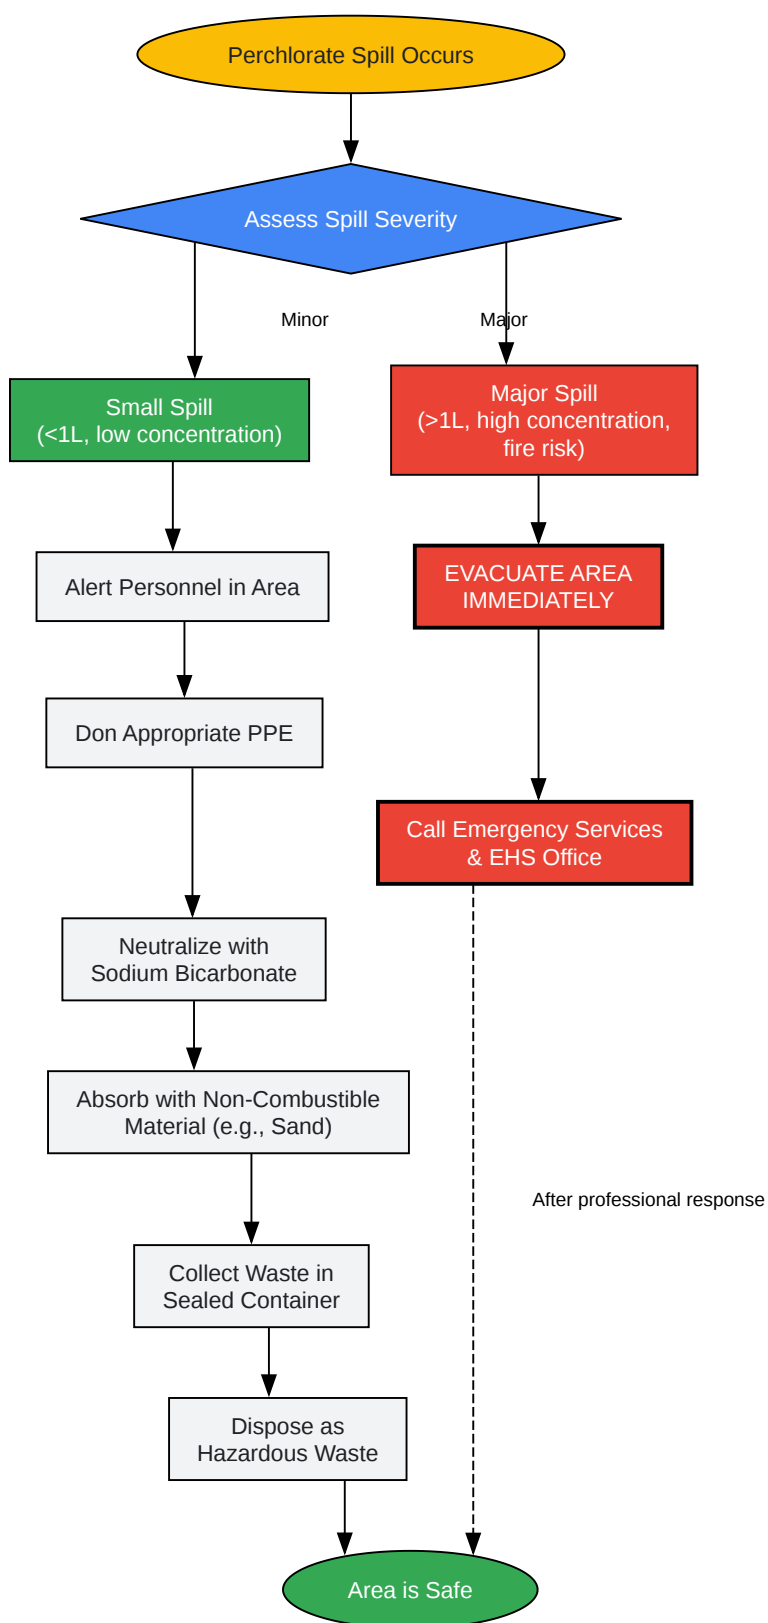 Perchlorate Spill Occurs
Assess Spill Severity
Minor
Major
Small Spill
(<1L, low concentration)
Major Spill
(>1L, high concentration,
fire risk)
Alert Personnel in Area
EVACUATE AREA
IMMEDIATELY
Don Appropriate PPE
Call Emergency Services
& EHS Office
Neutralize with
Sodium Bicarbonate
Absorb with Non-Combustible
Material (e.g., Sand)
After professional response
Collect Waste in
Sealed Container
Dispose as
Hazardous Waste
Area is Safe